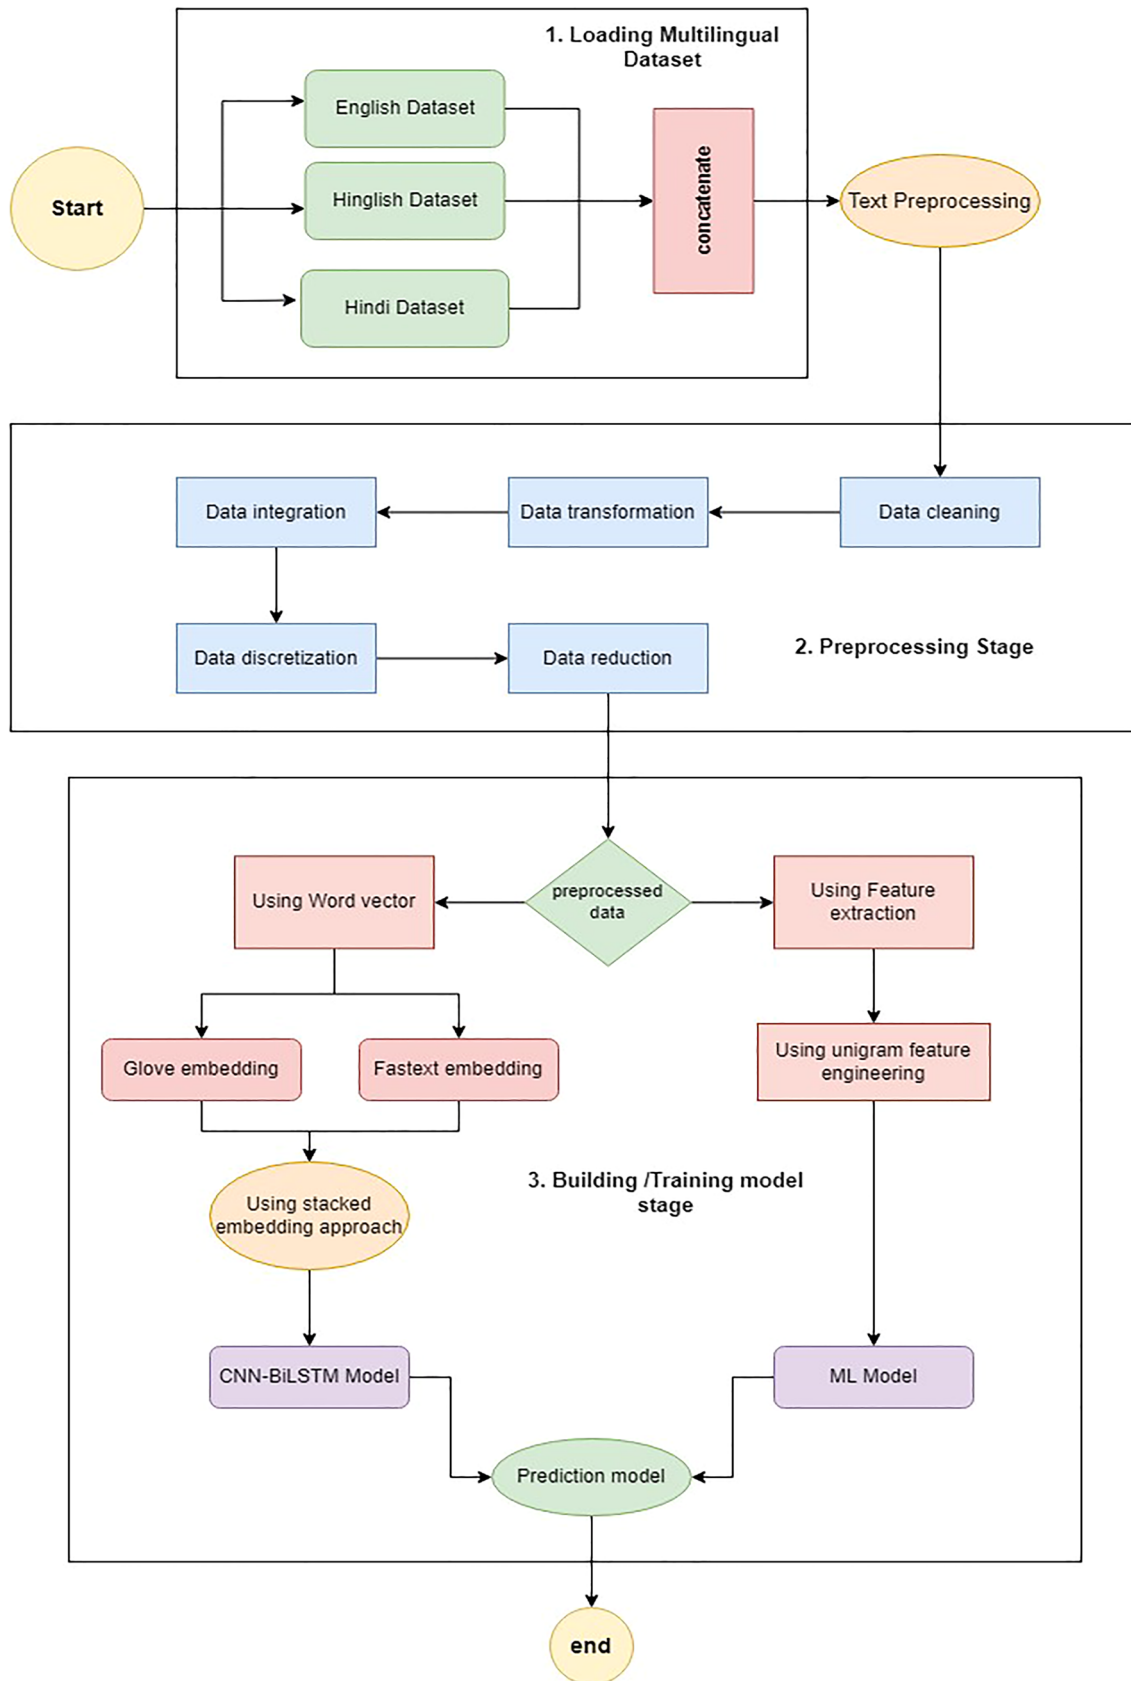 1. Loading Multilingual
Dataset
English Dataset
Start
Hinglish Dataset
concatenate
Text Preprocessing
Hindi Dataset
Data integration
Data transformation
Data cleaning
Data discretization
Data reduction
2. Preprocessing Stage
Using Word vector
preprocessed
data
Using Feature
extraction
Glove embedding
Fastext embedding
Using unigram feature
engineering
Using stacked
embedding approach
3. Building /Training model
stage
CNN-BiLSTM Model
ML Model
Prediction model
end